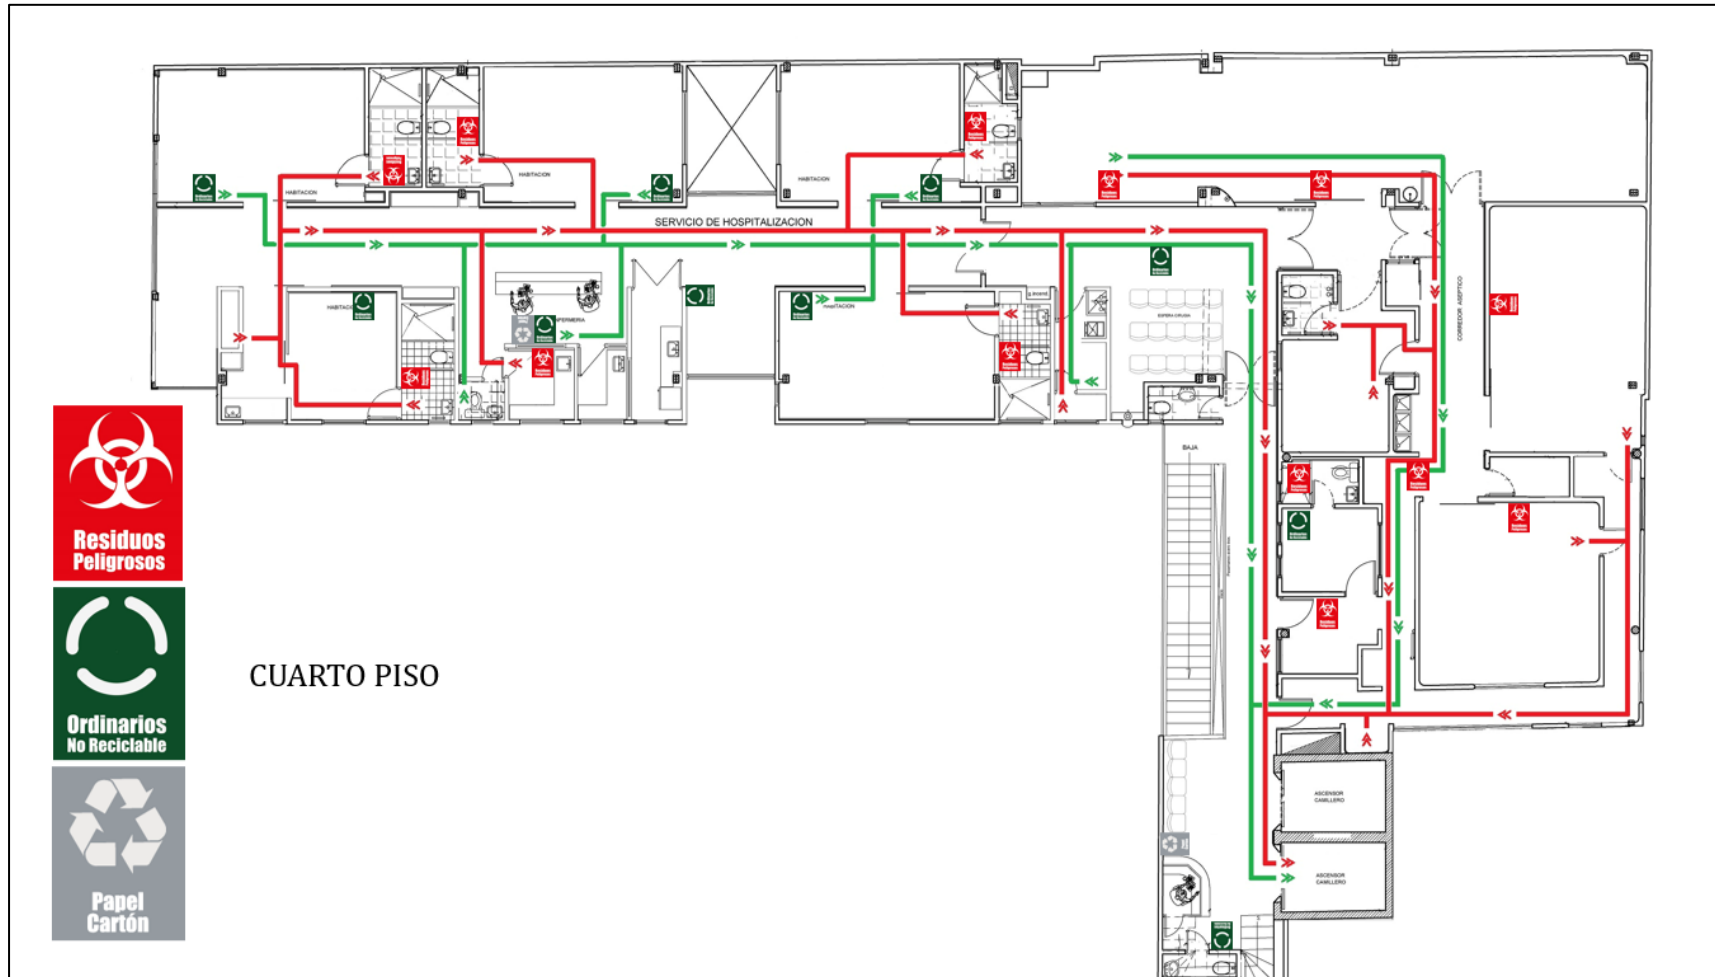 HABITACION
HABITACION
HABITACION
SERVICIO DE HOSPITALIZACION
HABITACION
ESPERA CIRUGIA
CORREDOR ASEPTICO
BAJA
Residuos
Peligrosos
Ordinarios
No Reciclable
Papel
Cartón
CUARTO PISO
ASCENSOR
CAMILLERO
ASCENSOR
CAMILLERO